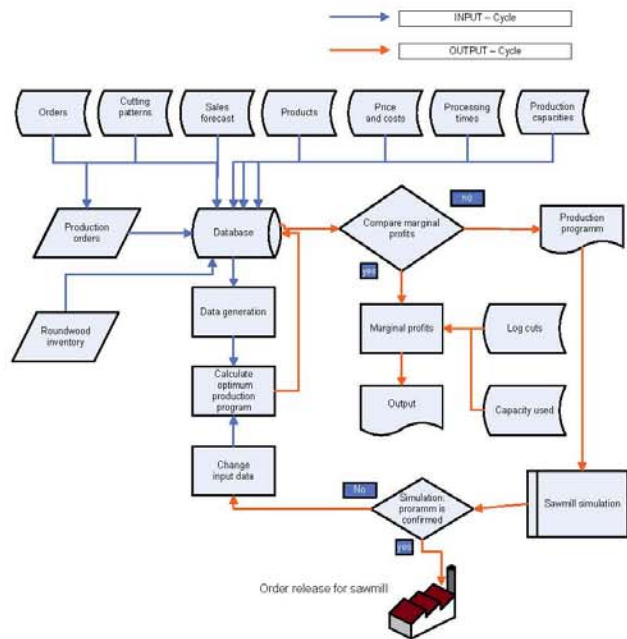 INPUT – Cycle
OUTPUT – Cycle
Orders
Cutting
patterns
Sales
forecast
Products
Price
and costs
Processing
times
Production
capacities
Production
orders
Database
Compare marginal
profits
no
Production
programm
yes
Roundwood
inventory
Data generation
Marginal profits
Log cuts
Calculate
optimum
production
program
Output
Capacity used
Change
input data
No
Simulation:
proramm is
confirmed
Sawmill simulation
yes
Order release for sawmill